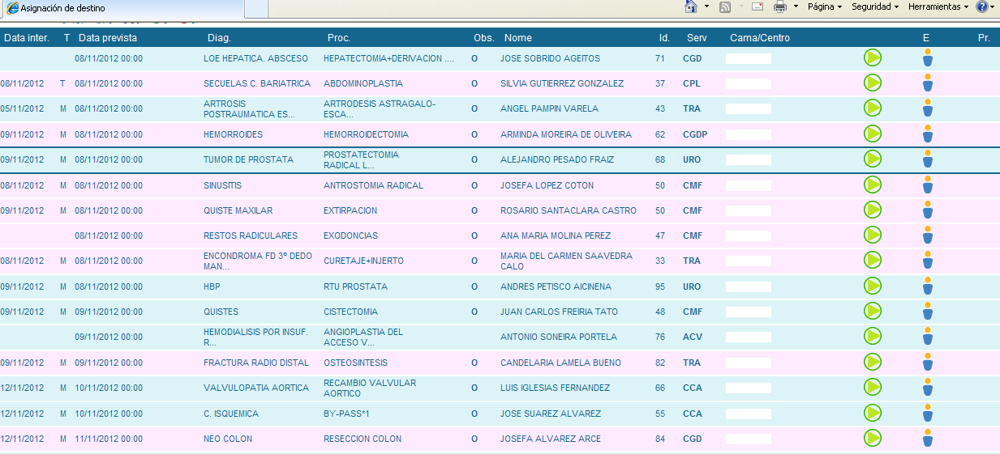 Asignación de destino
Página Seguridad Herramientas
Data inter. T Data prevista Diag. Proc. Obs. Nome Id. Serv Cama/Centro E Pr.
08/11/2012 00:00 LOE HEPATICA. ABSCESO HEPATECTOMIA+DERIVACION .... O JOSE SOBRIDO AGEITOS 71 CGD
08/11/2012 T 08/11/2012 00:00 SECUELAS C. BARIATRICA ABDOMINOPLASTIA O SILVIA GUTIERREZ GONZALEZ 37 CPL
05/11/2012 M 08/11/2012 00:00 ARTROSIS POSTRAUMATICA ES... ARTRODESIS ASTRAGALO-ESCA... O ANGEL PAMPIN VARELA 43 TRA
09/11/2012 M 08/11/2012 00:00 HEMORROIDES HEMORROIDECTOMIA O ARMINDA MOREIRA DE OLIVEIRA 62 CGDP
09/11/2012 M 08/11/2012 00:00 TUMOR DE PROSTATA PROSTATECTOMIA RADICAL L... O ALEJANDRO PESADO FRAIZ 68 URO
08/11/2012 M 08/11/2012 00:00 SINUSITIS ANTROSTOMIA RADICAL O JOSEFA LOPEZ COTON 50 CMF
09/11/2012 M 08/11/2012 00:00 QUISTE MAXILAR EXTIRPACION O ROSARIO SANTACLARA CASTRO 50 CMF
08/11/2012 00:00 RESTOS RADICULARES EXODONCIAS O ANA MARIA MOLINA PEREZ 47 CMF
08/11/2012 M 08/11/2012 00:00 ENCONDROMA FD 3º DEDO MAN... CURETAJE+INJERTO O MARIA DEL CARMEN SAAVEDRA CALO 33 TRA
09/11/2012 M 08/11/2012 00:00 HBP RTU PROSTATA O ANDRES PETISCO AICINENA 95 URO
09/11/2012 M 08/11/2012 00:00 QUISTES CISTECTOMIA O JUAN CARLOS FREIRIA TATO 48 CMF
09/11/2012 00:00 HEMODIALISIS POR INSUF. R... ANGIOPLASTIA DEL ACCESO V... ANTONIO SONEIRA PORTELA 76 ACV
09/11/2012 M 09/11/2012 00:00 FRACTURA RADIO DISTAL OSTEOSINTESIS O CANDELARIA LAMELA BUENO 82 TRA
12/11/2012 M 10/11/2012 00:00 VALVULOPATIA AORTICA RECAMBIO VALVULAR AORTICO O LUIS IGLESIAS FERNANDEZ 66 CCA
12/11/2012 M 10/11/2012 00:00 C. ISQUEMICA BY-PASS*1 O JOSE SUAREZ ALVAREZ 55 CCA
12/11/2012 M 11/11/2012 00:00 NEO COLON RESECCION COLON O JOSEFA ALVAREZ ARCE 84 CGD